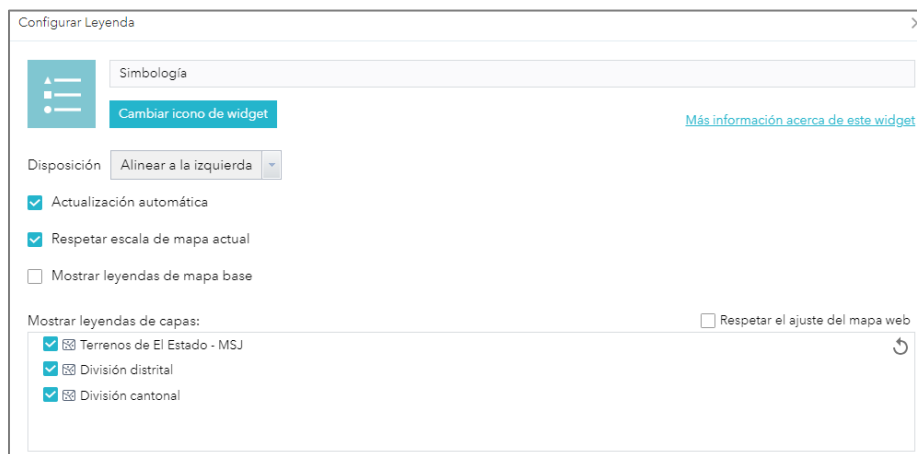 Configurar Leyenda
Simbología
Cambiar icono de widget
Más información acerca de este widget
Disposición Alinear a la izquierda
Actualización automática
Respetar escala de mapa actual
Mostrar leyendas de mapa base
Mostrar leyendas de capas: Respetar el ajuste del mapa web
Terrenos de El Estado - MSJ
División distrital
División cantonal